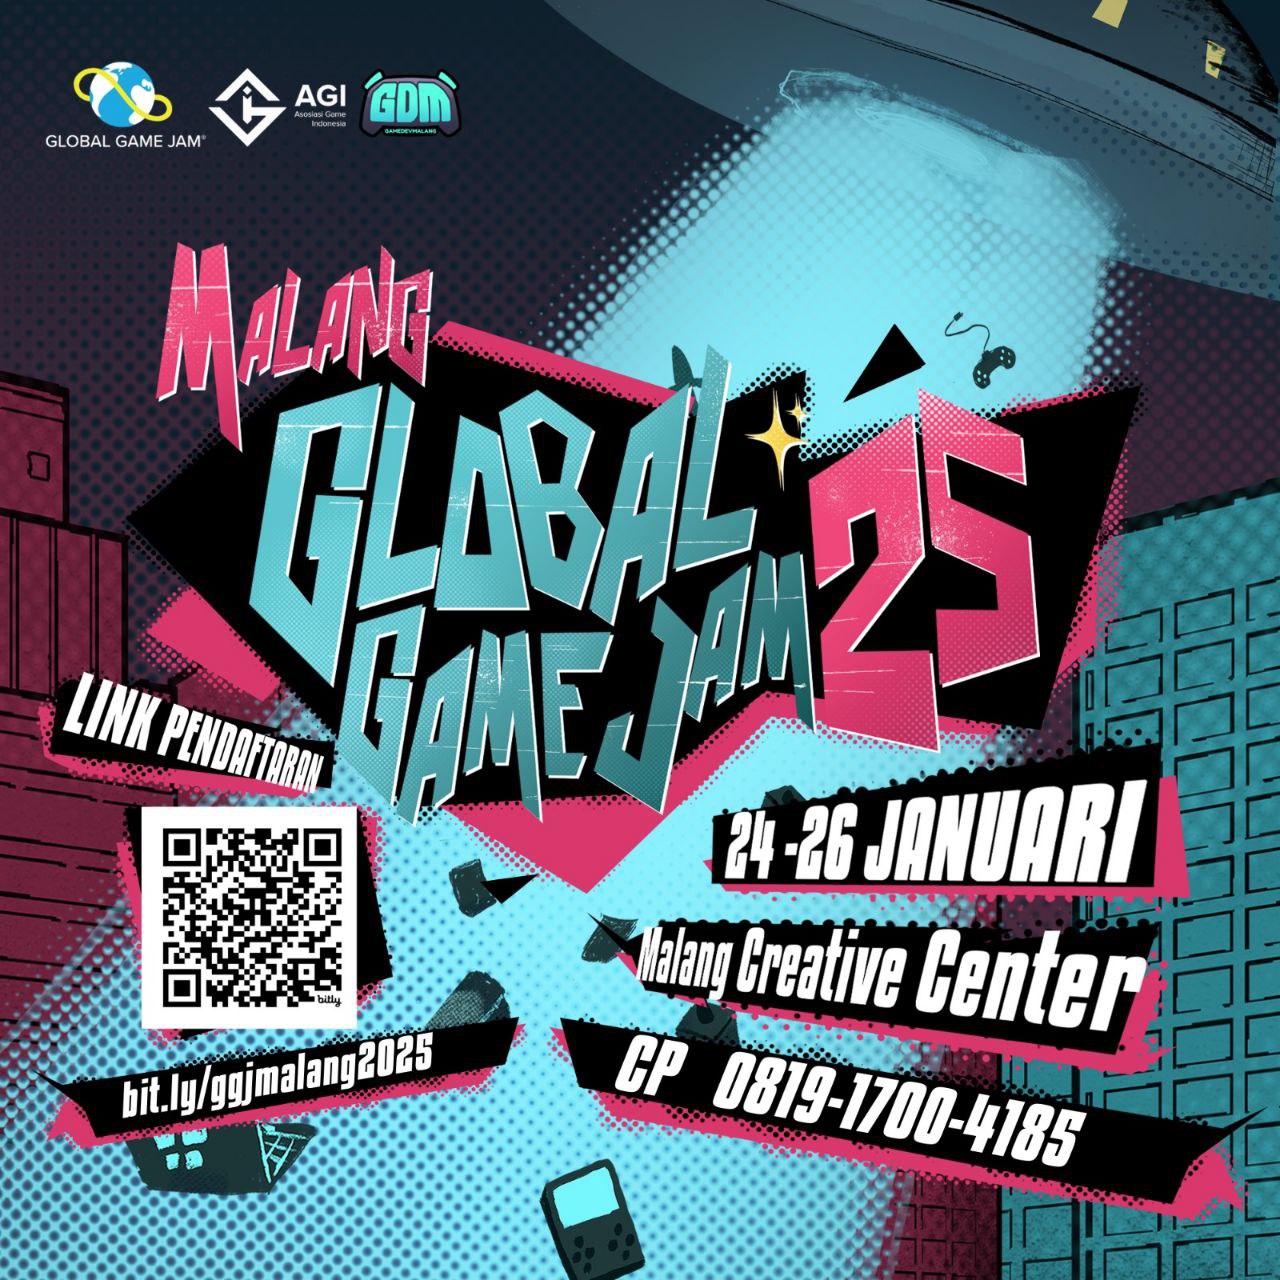 GLOBAL GAME JAM®
AGI
Asosiasi Game
Indonesia
GDM
GAMEDEVMALANG
MALANG
GLOBAL
GAME JAM
'25
LINK PENDAFTARAN
bitly
bit.ly/ggjmalang2025
24 -26 JANUARI
Malang Creative Center
CP 0819-1700-4185